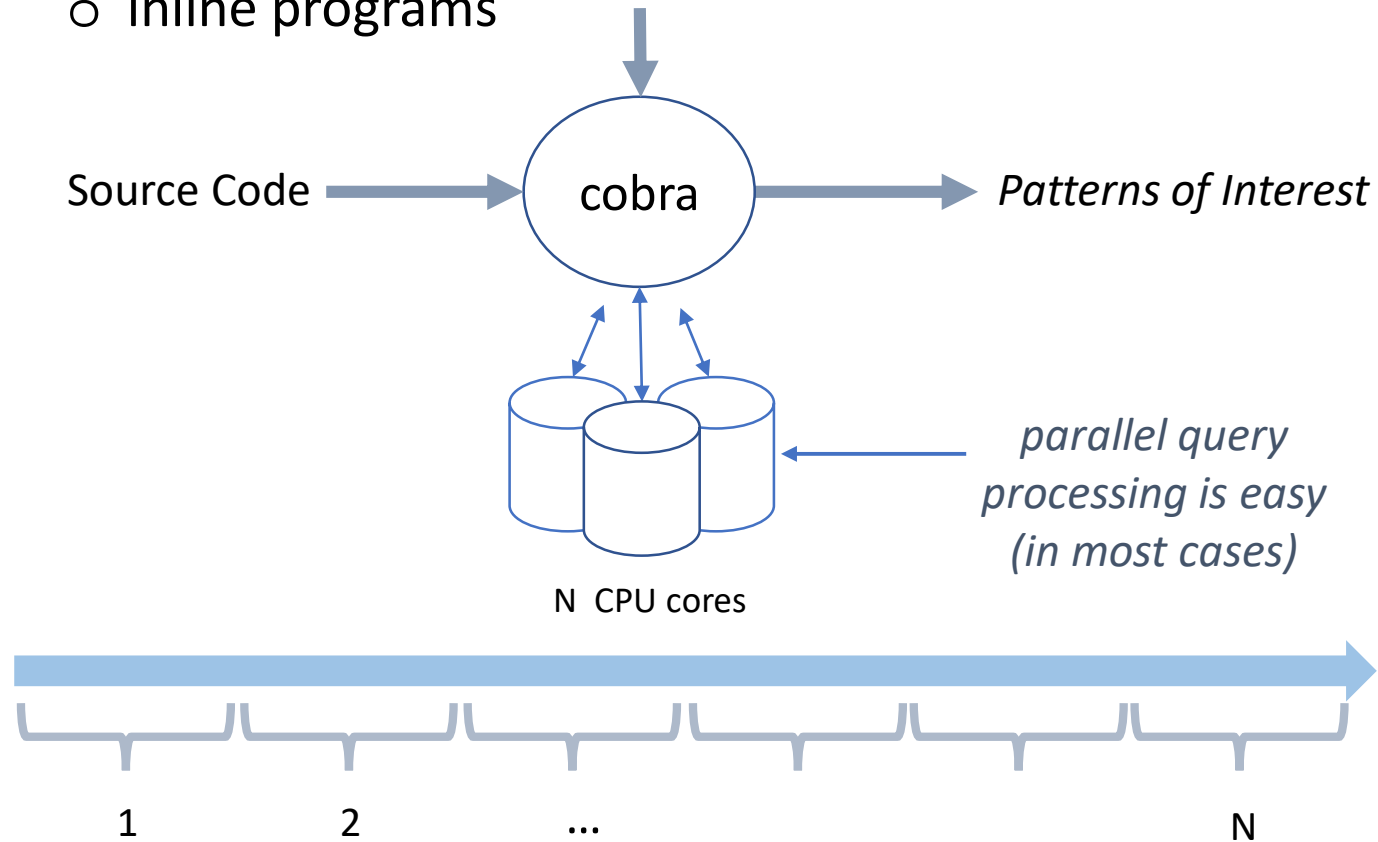 o inline programs
Source Code
cobra
Patterns of Interest
parallel query
processing is easy
(in most cases)
N CPU cores
1 2 ... N